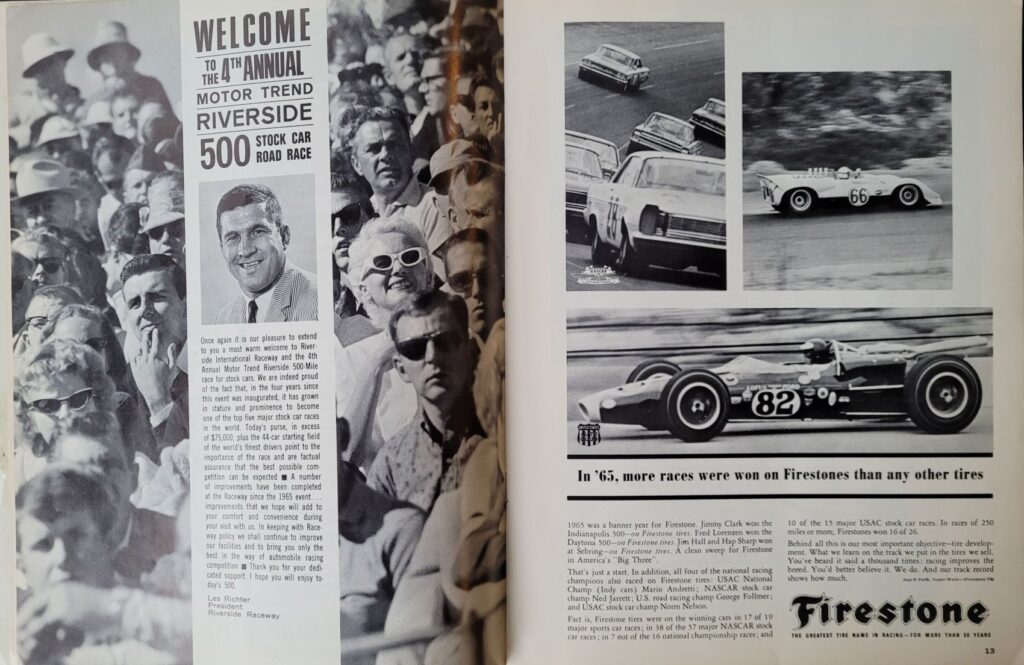 WELCOME
TO THE 4TH ANNUAL
MOTOR TREND
RIVERSIDE
500 STOCK CAR ROAD RACE
Once again it is our pleasure to extend
to you a most warm welcome to River-
side International Raceway and the 4th
Annual Motor Trend Riverside 500-Mile
race for stock cars. We are indeed proud
of the fact that, in the four years since
this event was inaugurated, it has grown
in stature and prominence to become
one of the top five major stock car races
in the world. Today's purse, in excess
of $75,000, plus the 44-car starting field
of the world's finest drivers point to the
importance of the race and are factual
assurance that the best possible com-
petition can be expected ■ A number
of improvements have been completed
at the Raceway since the 1965 event...
improvements that we hope will add to
your comfort and convenience during
your visit with us. In keeping with Race-
way policy we shall continue to improve
our facilities and to bring you only the
best in the way of automobile racing
competition ■ Thank you for your dedi-
cated support. I hope you will enjoy to-
day's 500.
Les Richter
President
Riverside Raceway
66
82
In '65, more races were won on Firestones than any other tires
1965 was a banner year for Firestone. Jimmy Clark won the
Indianapolis 500—on Firestone tires. Fred Lorenzen won the
Daytona 500—on Firestone tires. Jim Hall and Hap Sharp won
at Sebring—on Firestone tires. A clean sweep for Firestone
in America's "Big Three".
That's just a start. In addition, all four of the national racing
champions also raced on Firestone tires: USAC National
Champ (Indy cars) Mario Andretti; NASCAR stock car
champ Ned Jarrett; U.S. road racing champ George Follmer;
and USAC stock car champ Norm Nelson.
Fact is, Firestone tires were on the winning cars in 17 of 19
major sports car races; in 38 of the 57 major NASCAR stock
car races; in 7 out of the 16 national championship races; and
10 of the 15 major USAC stock car races. In races of 250
miles or more, Firestones won 16 of 26.
Behind all this is our most important objective—tire develop-
ment. What we learn on the track we put in the tires we sell.
You've heard it said a thousand times: racing improves the
breed. You'd better believe it. We do. And our track record
shows how much.
Firestone
THE GREATEST TIRE NAME IN RACING—FOR MORE THAN 50 YEARS
13